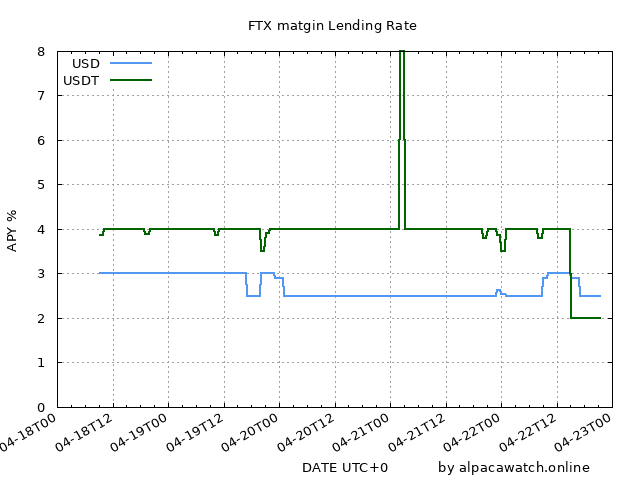 FTX matgin Lending Rate
USD
USDT
8
7
6
5
4
3
2
1
0
APY %
04-18T00
04-18T12
04-19T00
04-19T12
04-20T00
04-20T12
04-21T00
04-21T12
04-22T00
04-22T12
04-23T00
DATE UTC+0
by alpacawatch.online